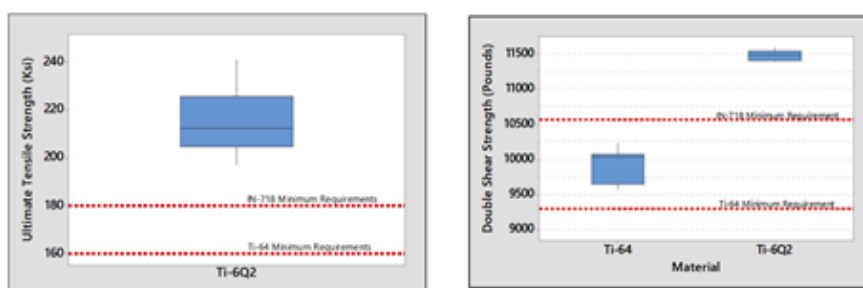 Ultimate Tensile Strength (Ksi)
240
220
200
180
160
IN-718 Minimum Requirements
Ti-64 Minimum Requirements
Ti-6Q2
Double Shear Strength (Pounds)
11500
11000
10500
10000
9500
9000
IN-718 Minimum Requirement
Ti-64 Minimum Requirement
Ti-64
Ti-6Q2
Material